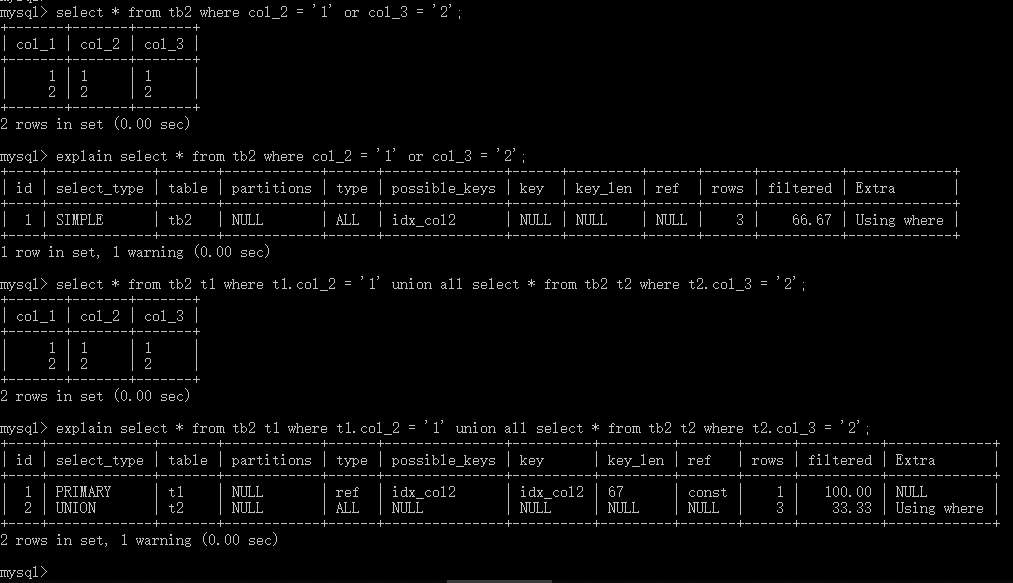 mysql> select * from tb2 where col_2 = '1' or col_3 = '2';
+-------+-------+-------+
| col_1 | col_2 | col_3 |
+-------+-------+-------+
|     1 | 1     | 1     |
|     2 | 2     | 2     |
+-------+-------+-------+
2 rows in set (0.00 sec)
mysql> explain select * from tb2 where col_2 = '1' or col_3 = '2';
+----+-------------+-------+------------+------+---------------+------+---------+------+------+----------+-------------+
| id | select_type | table | partitions | type | possible_keys | key  | key_len | ref  | rows | filtered | Extra       |
+----+-------------+-------+------------+------+---------------+------+---------+------+------+----------+-------------+
|  1 | SIMPLE      | tb2   | NULL       | ALL  | idx_col2      | NULL | NULL    | NULL |    3 |    66.67 | Using where |
+----+-------------+-------+------------+------+---------------+------+---------+------+------+----------+-------------+
1 row in set, 1 warning (0.00 sec)
mysql> select * from tb2 t1 where t1.col_2 = '1' union all select * from tb2 t2 where t2.col_3 = '2';
+-------+-------+-------+
| col_1 | col_2 | col_3 |
+-------+-------+-------+
|     1 | 1     | 1     |
|     2 | 2     | 2     |
+-------+-------+-------+
2 rows in set (0.00 sec)
mysql> explain select * from tb2 t1 where t1.col_2 = '1' union all select * from tb2 t2 where t2.col_3 = '2';
+----+-------------+-------+------------+------+---------------+----------+---------+-------+------+----------+-------------+
| id | select_type | table | partitions | type | possible_keys | key      | key_len | ref   | rows | filtered | Extra       |
+----+-------------+-------+------------+------+---------------+----------+---------+-------+------+----------+-------------+
|  1 | PRIMARY     | t1    | NULL       | ref  | idx_col2      | idx_col2 | 67      | const |    1 |   100.00 | NULL        |
|  2 | UNION       | t2    | NULL       | ALL  | NULL          | NULL     | NULL    | NULL  |    3 |    33.33 | Using where |
+----+-------------+-------+------------+------+---------------+----------+---------+-------+------+----------+-------------+
2 rows in set, 1 warning (0.00 sec)
mysql>